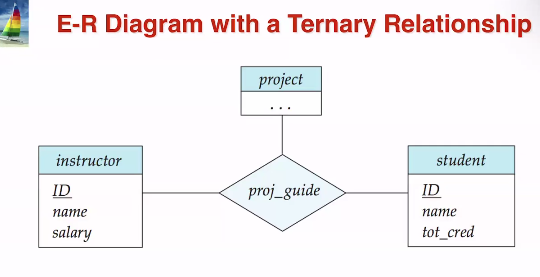 E-R Diagram with a Ternary Relationship
project
...
instructor
ID
name
salary
proj_guide
student
ID
name
tot_cred